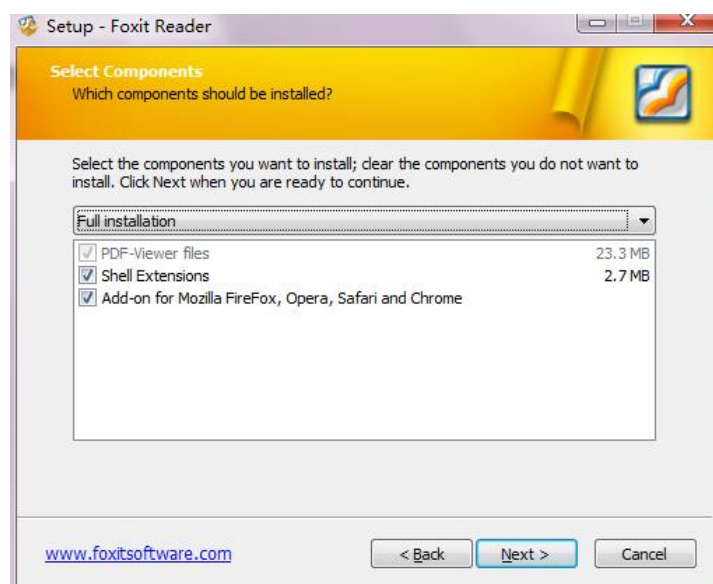 Setup - Foxit Reader
Select Components
Which components should be installed?
Select the components you want to install; clear the components you do not want to
install. Click Next when you are ready to continue.
Full installation
PDF-Viewer files 23.3 MB
Shell Extensions 2.7 MB
Add-on for Mozilla FireFox, Opera, Safari and Chrome
www.foxitsoftware.com < Back Next > Cancel